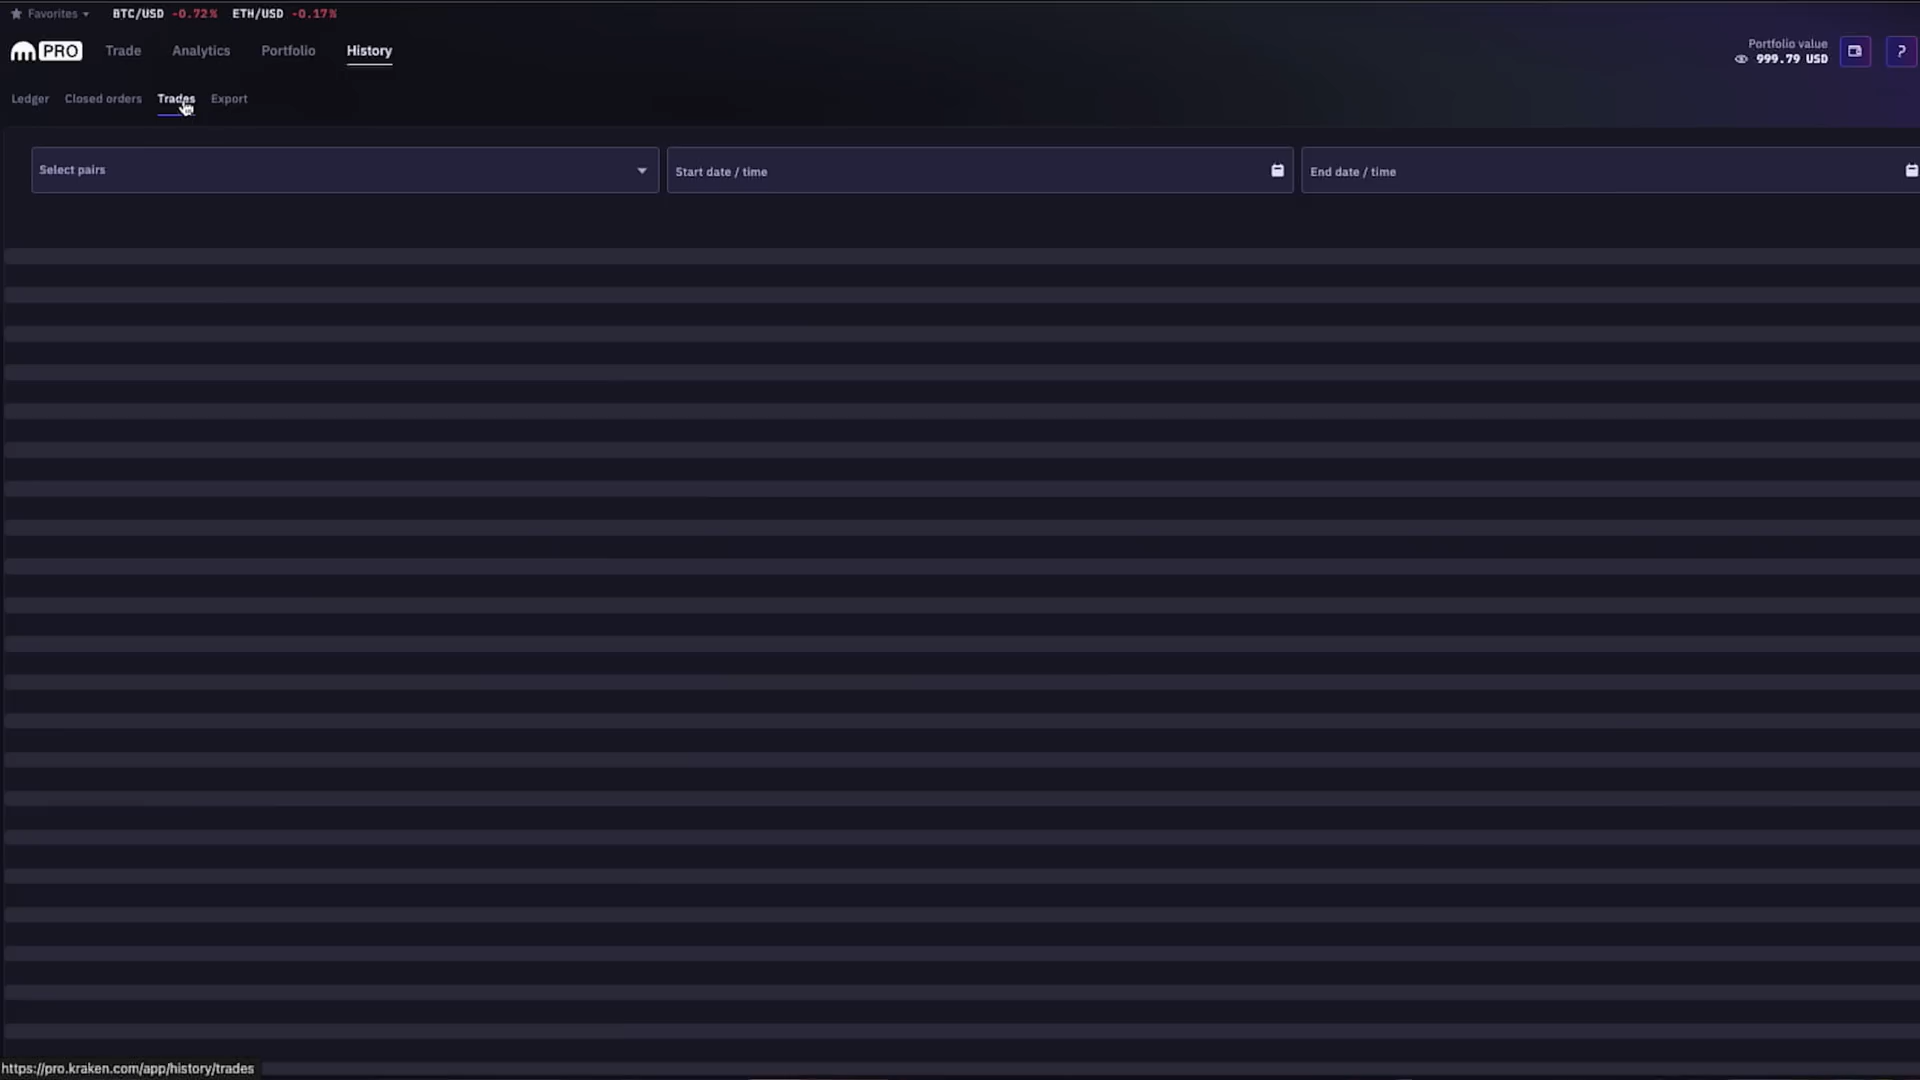 Favorites BTC/USD -0.72% ETH/USD -0.17%
PRO Trade Analytics Portfolio History
Portfolio value
999.79 USD
?
Ledger Closed orders Trades Export
Select pairs
Start date / time
End date / time
https://pro.kraken.com/app/history/trades